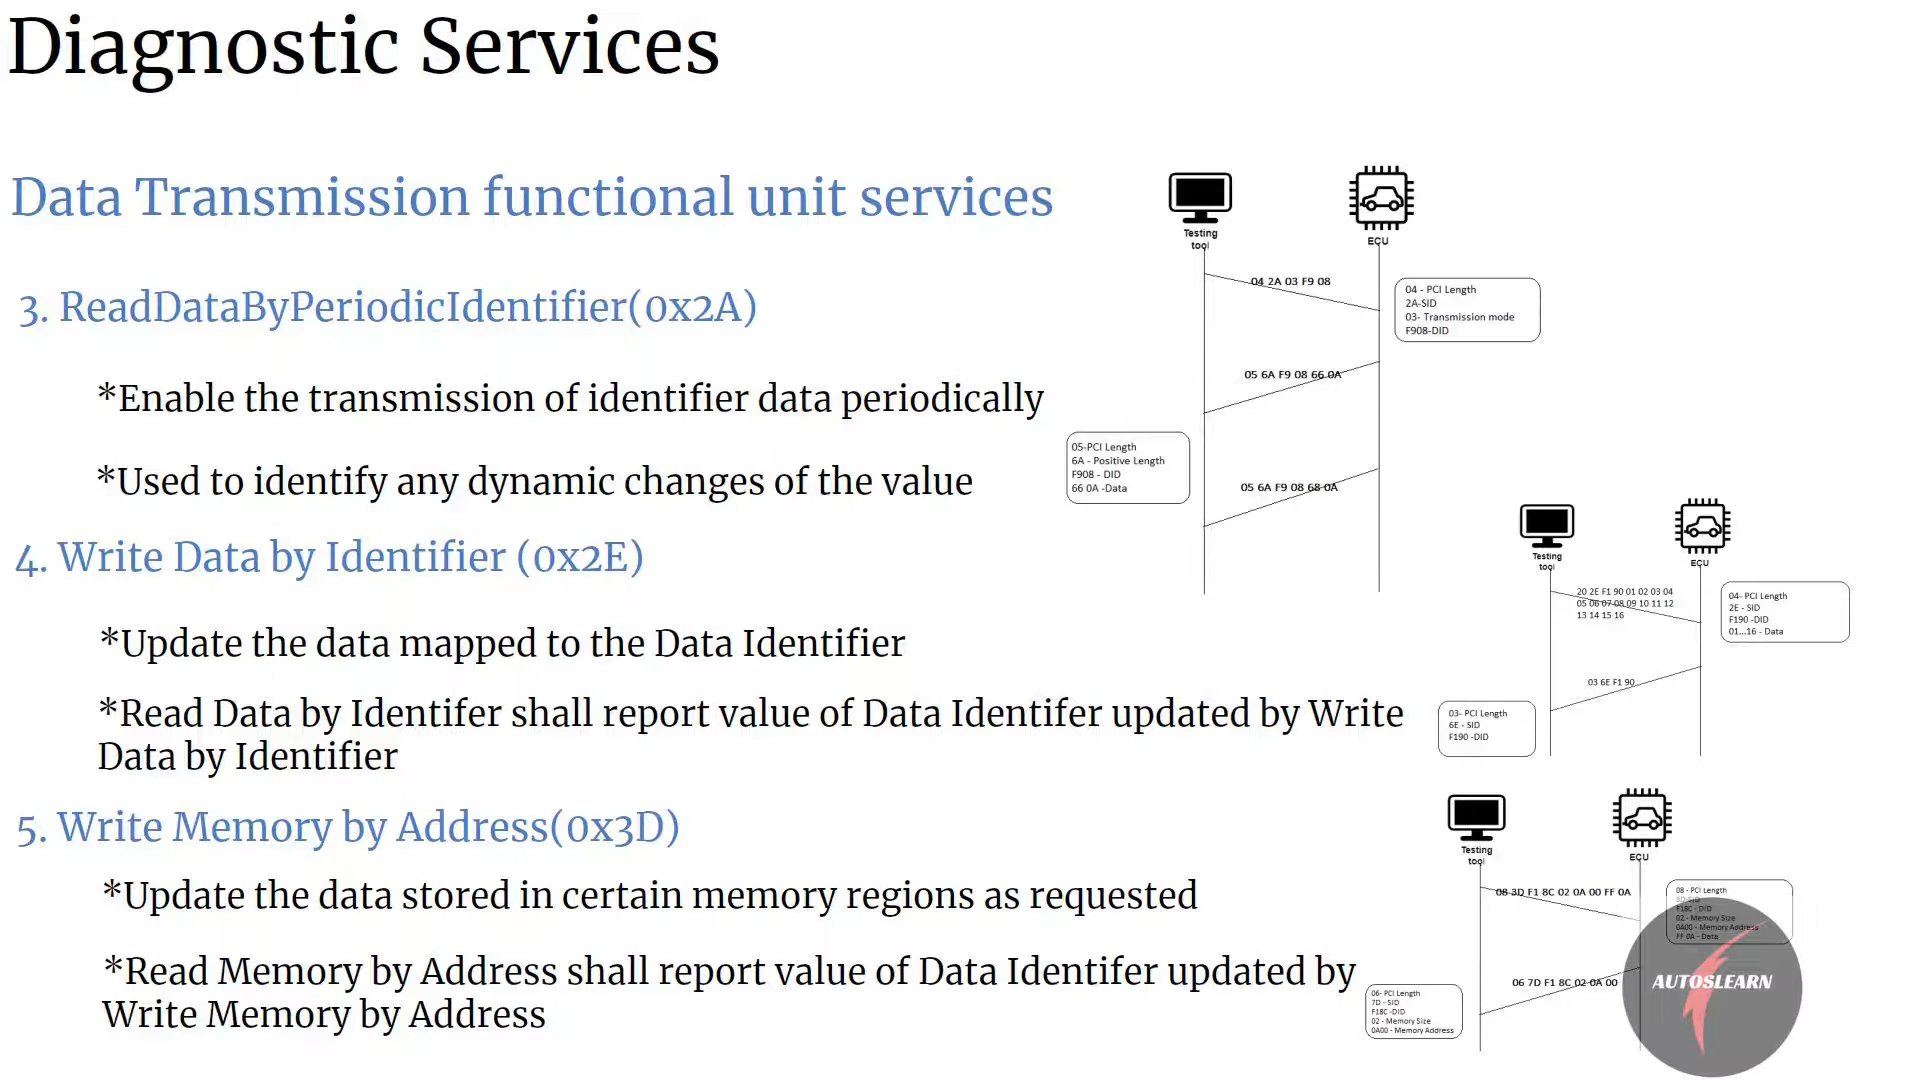 Diagnostic Services
Data Transmission functional unit services
3. ReadDataByPeriodicIdentifier(0x2A)
*Enable the transmission of identifier data periodically
*Used to identify any dynamic changes of the value
4. Write Data by Identifier (0x2E)
*Update the data mapped to the Data Identifier
*Read Data by Identifer shall report value of Data Identifer updated by Write
Data by Identifier
5. Write Memory by Address(0x3D)
*Update the data stored in certain memory regions as requested
*Read Memory by Address shall report value of Data Identifer updated by
Write Memory by Address
Testing
tool
ECU
04 2A 03 F9 08
04 - PCI Length
2A-SID
03- Transmission mode
F908-DID
05 6A F9 08 66 0A
05-PCI Length
6A - Positive Length
F908 - DID
66 0A -Data
05 6A F9 08 68 0A
Testing
tool
ECU
20 2E F1 90 01 02 03 04
05 06 07 08 09 10 11 12
13 14 15 16
04- PCI Length
2E - SID
F190 -DID
01...16 - Data
03 6E F1 90
03- PCI Length
6E - SID
F190 -DID
Testing
tool
ECU
08 3D F1 8C 02 0A 00 FF 0A
08 - PCI Length
3D-SID
F18C - DID
02 - Memory Size
0A00 - Memory Address
FF 0A - Data
06 7D F1 8C 02 0A 00
06- PCI Length
7D - SID
F18C -DID
02 - Memory Size
0A00 - Memory Address
AUTOSLEARN